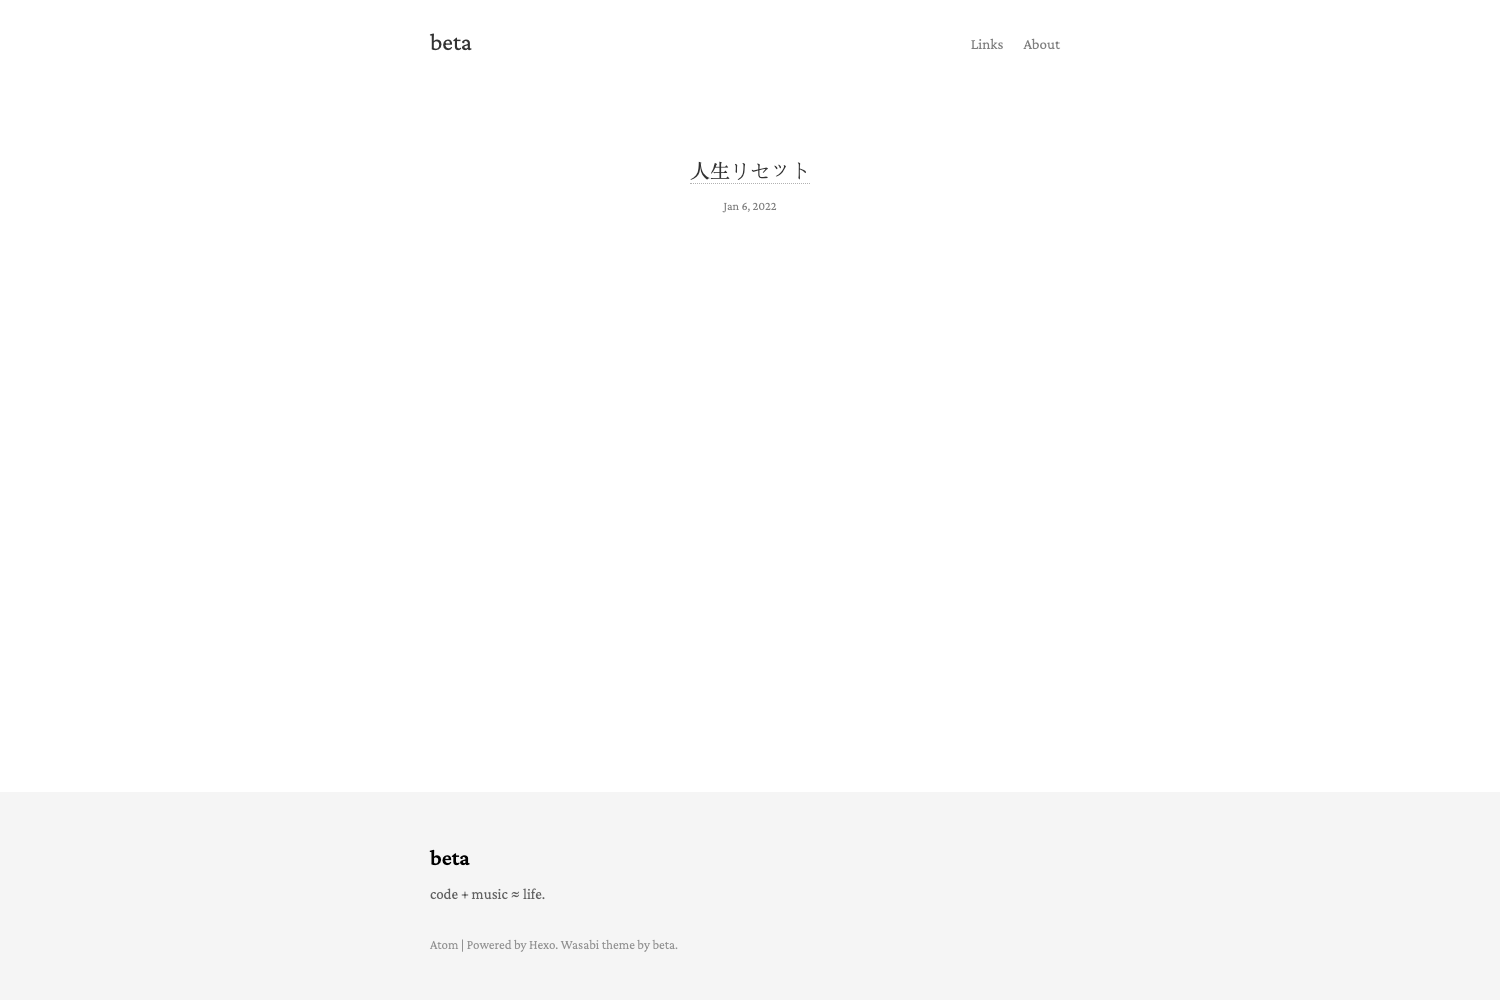 beta
Links
About
人生リセット
Jan 6, 2022
beta
code + music ≈ life.
Atom | Powered by Hexo. Wasabi theme by beta.